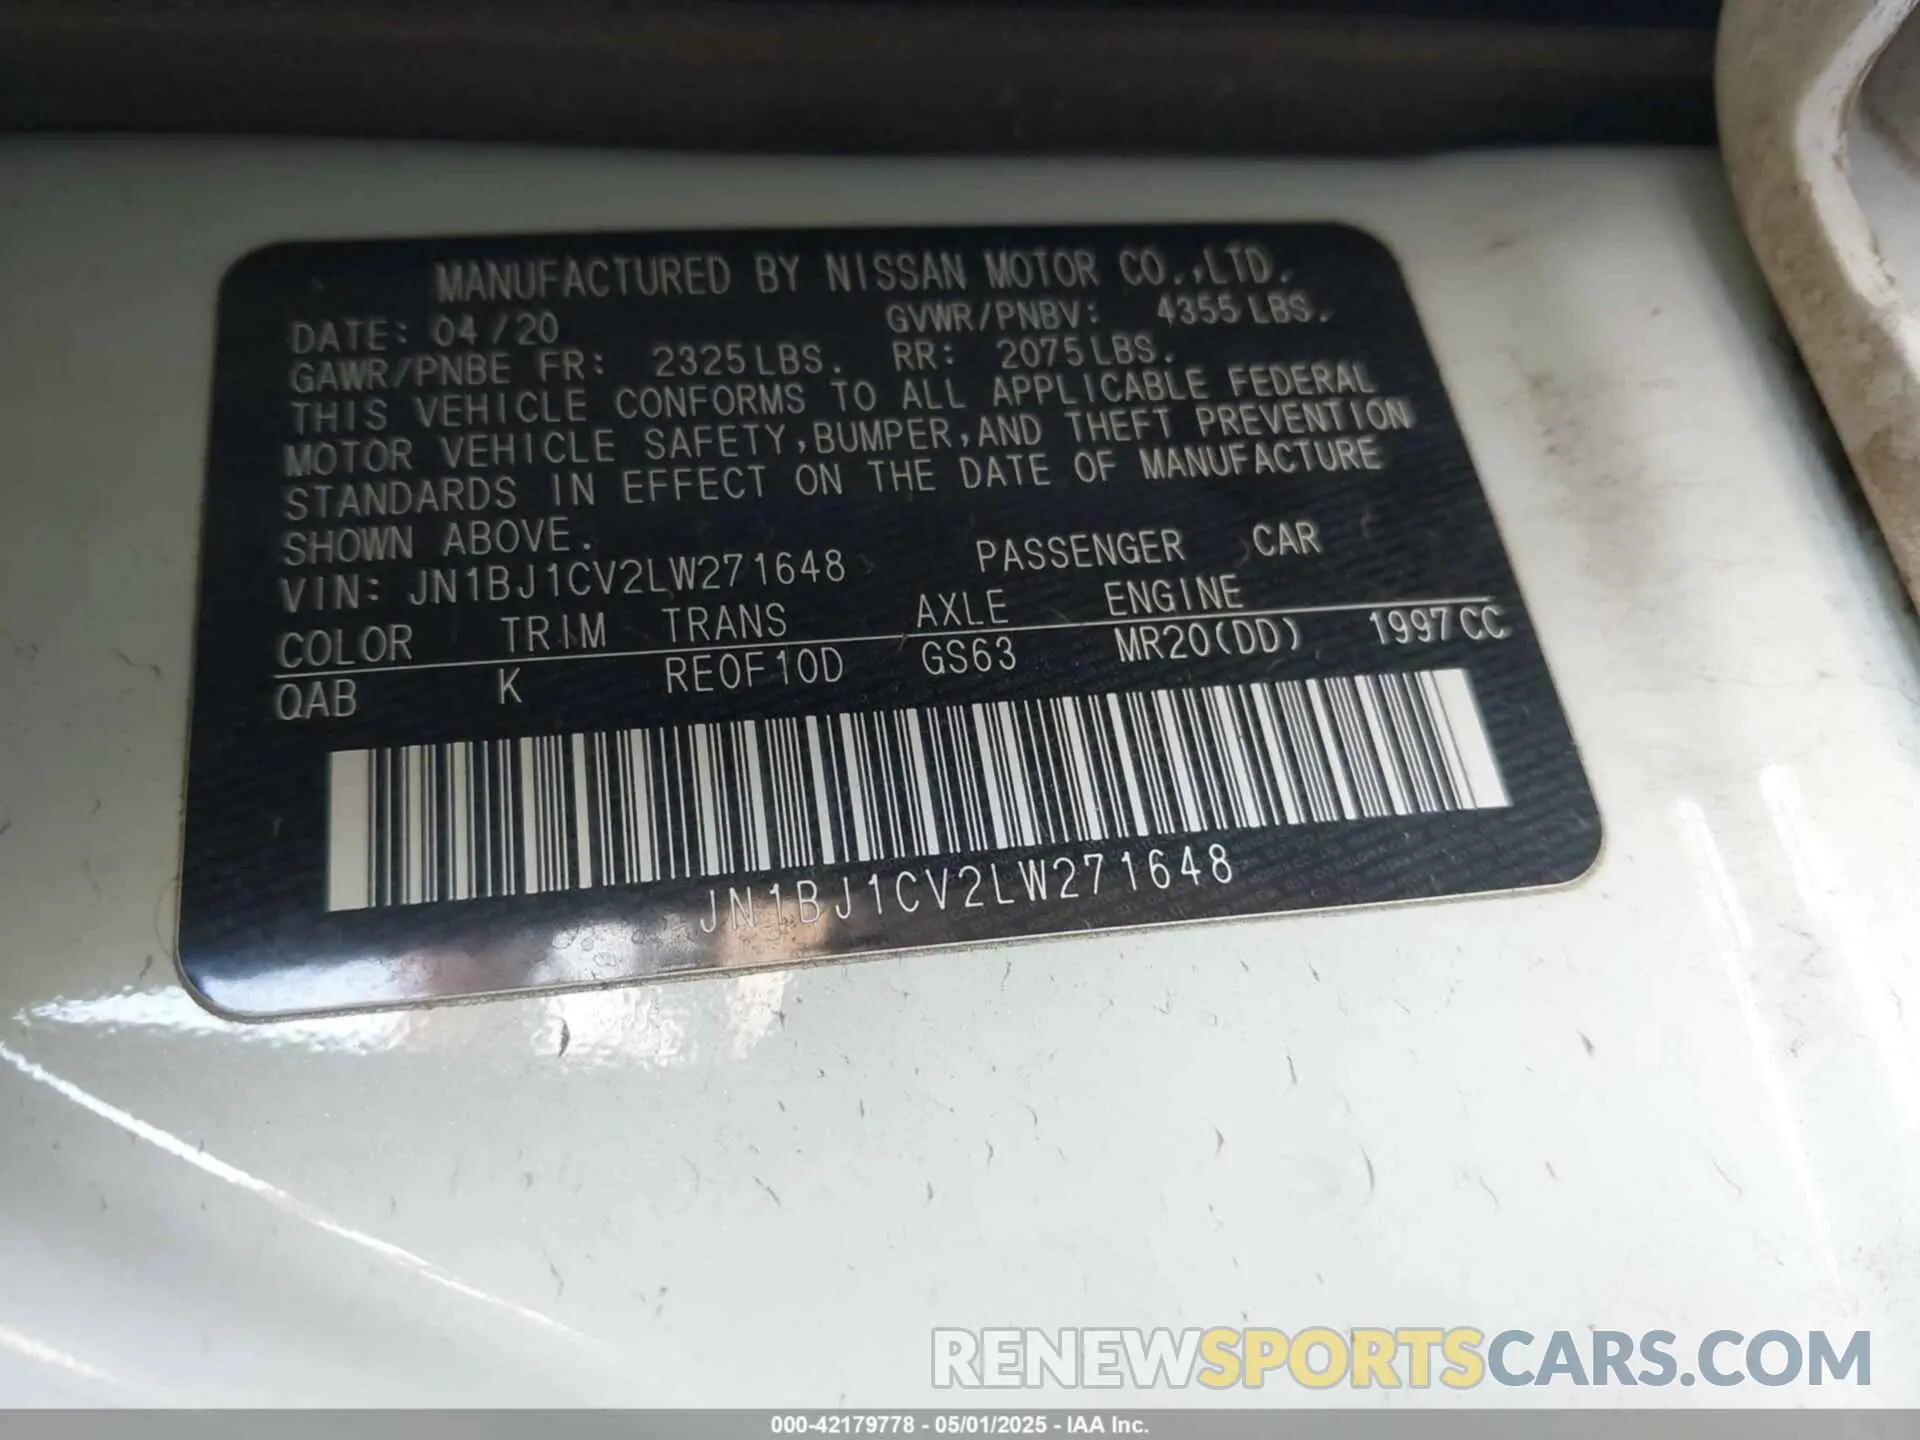 MANUFACTURED BY NISSAN MOTOR CO.,LTD.
DATE: 04/20 GVWR/PNBV: 4355 LBS.
GAWR/PNBE FR: 2325 LBS. RR: 2075 LBS.
THIS VEHICLE CONFORMS TO ALL APPLICABLE FEDERAL
MOTOR VEHICLE SAFETY, BUMPER, AND THEFT PREVENTION
STANDARDS IN EFFECT ON THE DATE OF MANUFACTURE
SHOWN ABOVE.
VIN: JN1BJ1CV2LW271648 PASSENGER CAR
COLOR TRIM TRANS AXLE ENGINE
QAB K RE0F10D GS63 MR20(DD) 1997 CC
JN1BJ1CV2LW271648
RENEWSPORTSCARS.COM
000-42179778 - 05/01/2025 - IAA Inc.